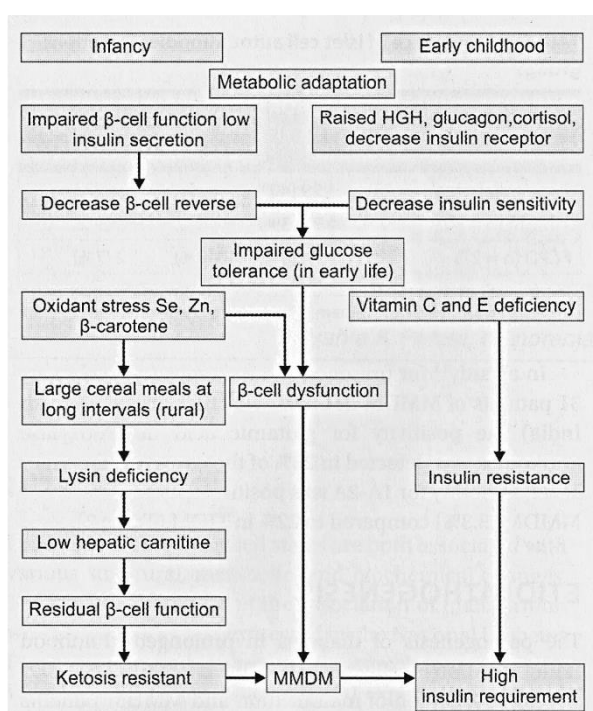 Infancy
Early childhood
Metabolic adaptation
Impaired β-cell function low
insulin secretion
Raised HGH, glucagon,cortisol,
decrease insulin receptor
Decrease β-cell reverse
Decrease insulin sensitivity
Impaired glucose
tolerance (in early life)
Oxidant stress Se, Zn,
β-carotene
Vitamin C and E deficiency
Large cereal meals at
long intervals (rural)
β-cell dysfunction
Lysin deficiency
Insulin resistance
Low hepatic carnitine
Residual β-cell function
Ketosis resistant
MMDM
High
insulin requirement